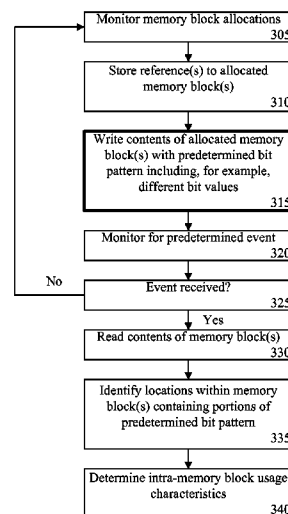 Monitor memory block allocations
305
Store reference(s) to allocated
memory block(s)
310
Write contents of allocated memory
block(s) with predetermined bit
pattern including, for example,
different bit values
315
Monitor for predetermined event
320
No
Event received?
325
Yes
Read contents of memory block(s)
330
Identify locations within memory
block(s) containing portions of
predetermined bit pattern
335
Determine intra-memory block usage
characteristics
340